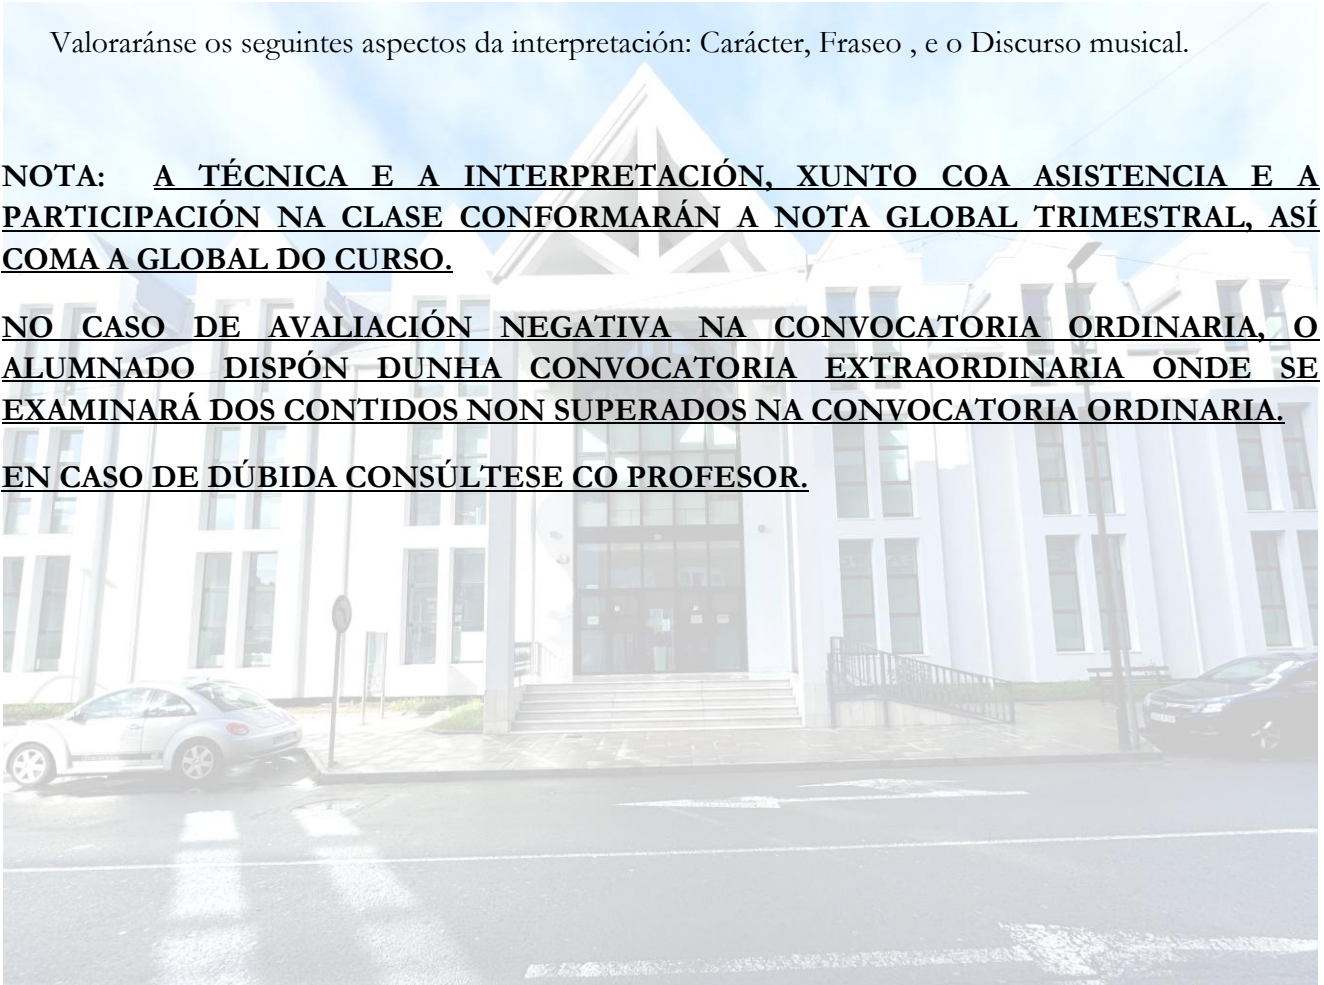 Valoraránse os seguintes aspectos da interpretación: Carácter, Fraseo , e o Discurso musical.
NOTA: A TÉCNICA E A INTERPRETACIÓN, XUNTO COA ASISTENCIA E A
PARTICIPACIÓN NA CLASE CONFORMARÁN A NOTA GLOBAL TRIMESTRAL, ASÍ
COMA A GLOBAL DO CURSO.
NO CASO DE AVALIACIÓN NEGATIVA NA CONVOCATORIA ORDINARIA, O
ALUMNADO DISPÓN DUNHA CONVOCATORIA EXTRAORDINARIA ONDE SE
EXAMINARÁ DOS CONTIDOS NON SUPERADOS NA CONVOCATORIA ORDINARIA.
EN CASO DE DÚBIDA CONSÚLTESE CO PROFESOR.